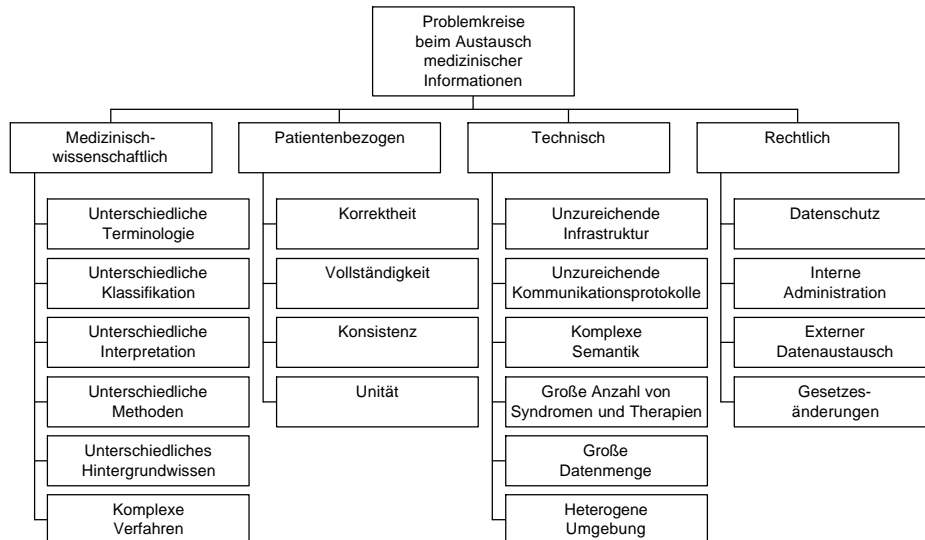 Problemkreise
beim Austausch
medizinischer
Informationen
Medizinisch-
wissenschaftlich
Unterschiedliche
Terminologie
Unterschiedliche
Klassifikation
Unterschiedliche
Interpretation
Unterschiedliche
Methoden
Unterschiedliches
Hintergrundwissen
Komplexe
Verfahren
Patientenbezogen
Korrektheit
Vollständigkeit
Konsistenz
Unität
Technisch
Unzureichende
Infrastruktur
Unzureichende
Kommunikationsprotokolle
Komplexe
Semantik
Große Anzahl von
Syndromen und Therapien
Große
Datenmenge
Heterogene
Umgebung
Rechtlich
Datenschutz
Interne
Administration
Externer
Datenaustausch
Gesetzes-
änderungen